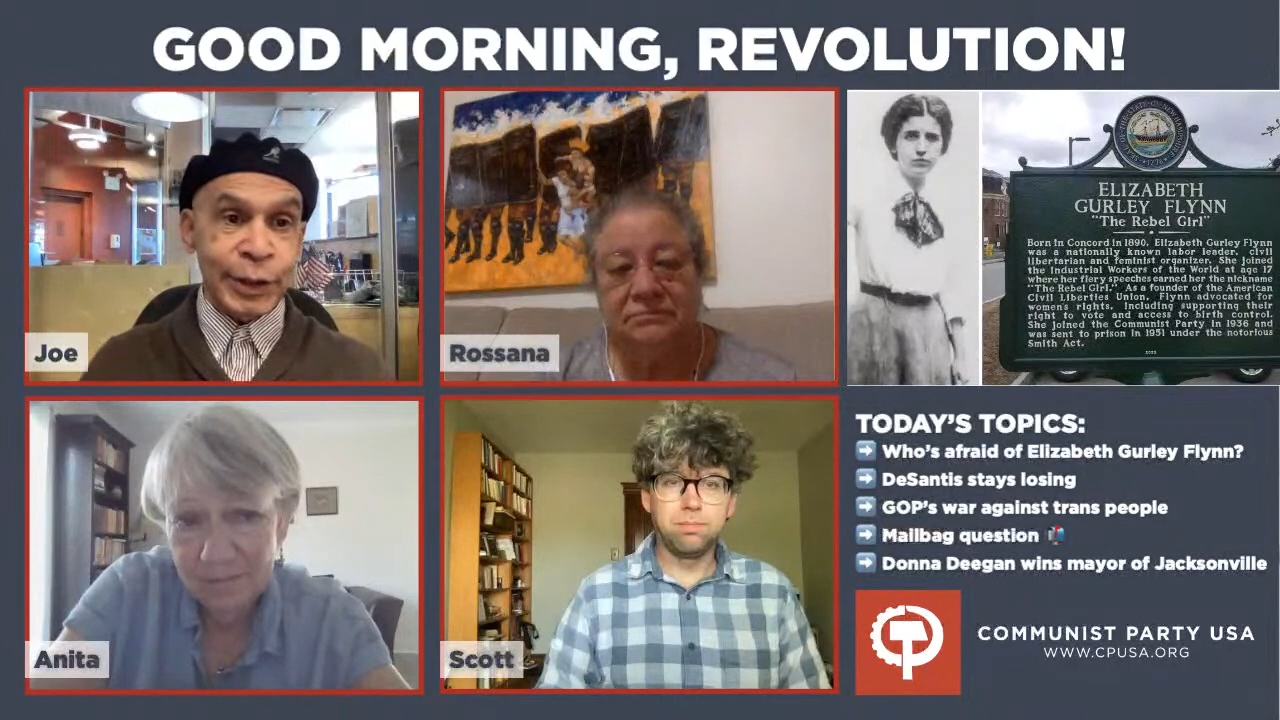 GOOD MORNING, REVOLUTION!
Joe
Rossana
ELIZABETH
GURLEY FLYNN
"The Rebel Girl"
Born in Concord in 1890, Elizabeth Gurley Flynn
was a nationally known labor leader, civil
libertarian and feminist organizer. She joined
the Industrial Workers of the World at age 17
where her fiery speeches earned her the nickname
"The Rebel Girl." As a founder of the American
Civil Liberties Union, Flynn advocated for
women's rights, including supporting their
right to vote and access to birth control.
She joined the Communist Party in 1936 and
was sent to prison in 1951 under the notorious
Smith Act.
Anita
Scott
TODAY'S TOPICS:
➡ Who's afraid of Elizabeth Gurley Flynn?
➡ DeSantis stays losing
➡ GOP's war against trans people
➡ Mailbag question
➡ Donna Deegan wins mayor of Jacksonville
COMMUNIST PARTY USA
WWW.CPUSA.ORG